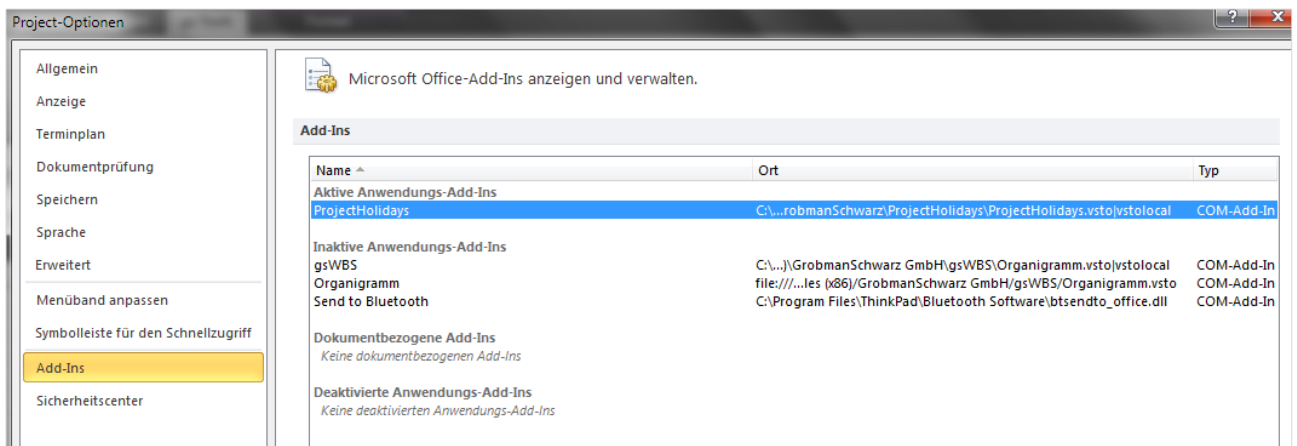 Project-Optionen
?
x
Allgemein
Anzeige
Terminplan
Dokumentprüfung
Speichern
Sprache
Erweitert
Menüband anpassen
Symbolleiste für den Schnellzugriff
Add-Ins
Sicherheitscenter
Microsoft Office-Add-Ins anzeigen und verwalten.
Add-Ins
Name Ort Typ
Aktive Anwendungs-Add-Ins
ProjectHolidays C:\...robmanSchwarz\ProjectHolidays\ProjectHolidays.vsto|vstolocal COM-Add-In
Inaktive Anwendungs-Add-Ins
gsWBS C:\...)\GrobmanSchwarz GmbH\gsWBS\Organigramm.vsto|vstolocal COM-Add-In
Organigramm file:///...les (x86)/GrobmanSchwarz GmbH/gsWBS/Organigramm.vsto COM-Add-In
Send to Bluetooth C:\Program Files\ThinkPad\Bluetooth Software\btsendto_office.dll COM-Add-In
Dokumentbezogene Add-Ins
Keine dokumentbezogenen Add-Ins
Deaktivierte Anwendungs-Add-Ins
Keine deaktivierten Anwendungs-Add-Ins